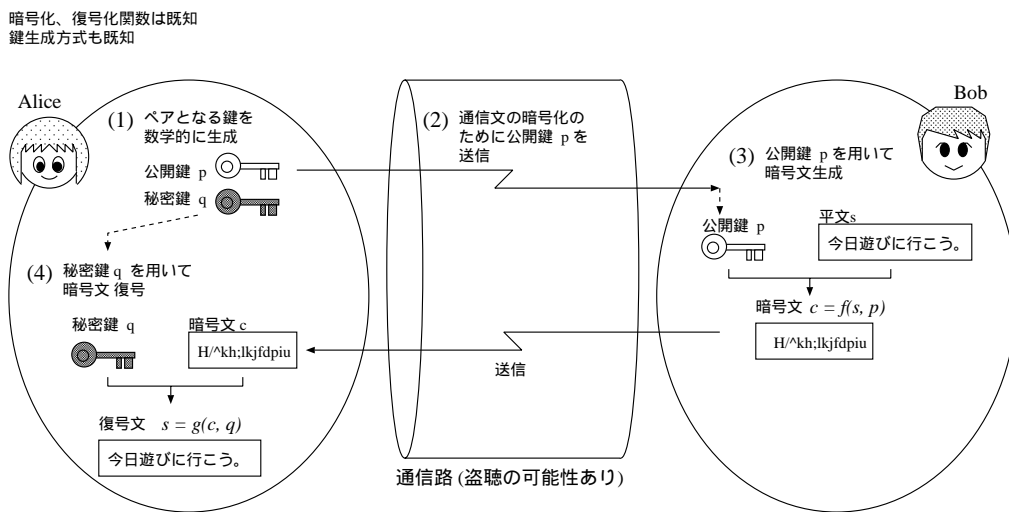 暗号化、復号化関数は既知
鍵生成方式も既知
Alice
(1) ペアとなる鍵を
数学的に生成
公開鍵 p
秘密鍵 q
(2) 通信文の暗号化の
ために公開鍵 p を
送信
Bob
(3) 公開鍵 p を用いて
暗号文生成
公開鍵 p
平文s
今日遊びに行こう。
暗号文 c = f(s, p)
H/^kh;lkjfdpiu
送信
(4) 秘密鍵 q を用いて
暗号文 復号
秘密鍵 q
暗号文 c
H/^kh;lkjfdpiu
復号文 s = g(c, q)
今日遊びに行こう。
通信路 (盗聴の可能性あり)